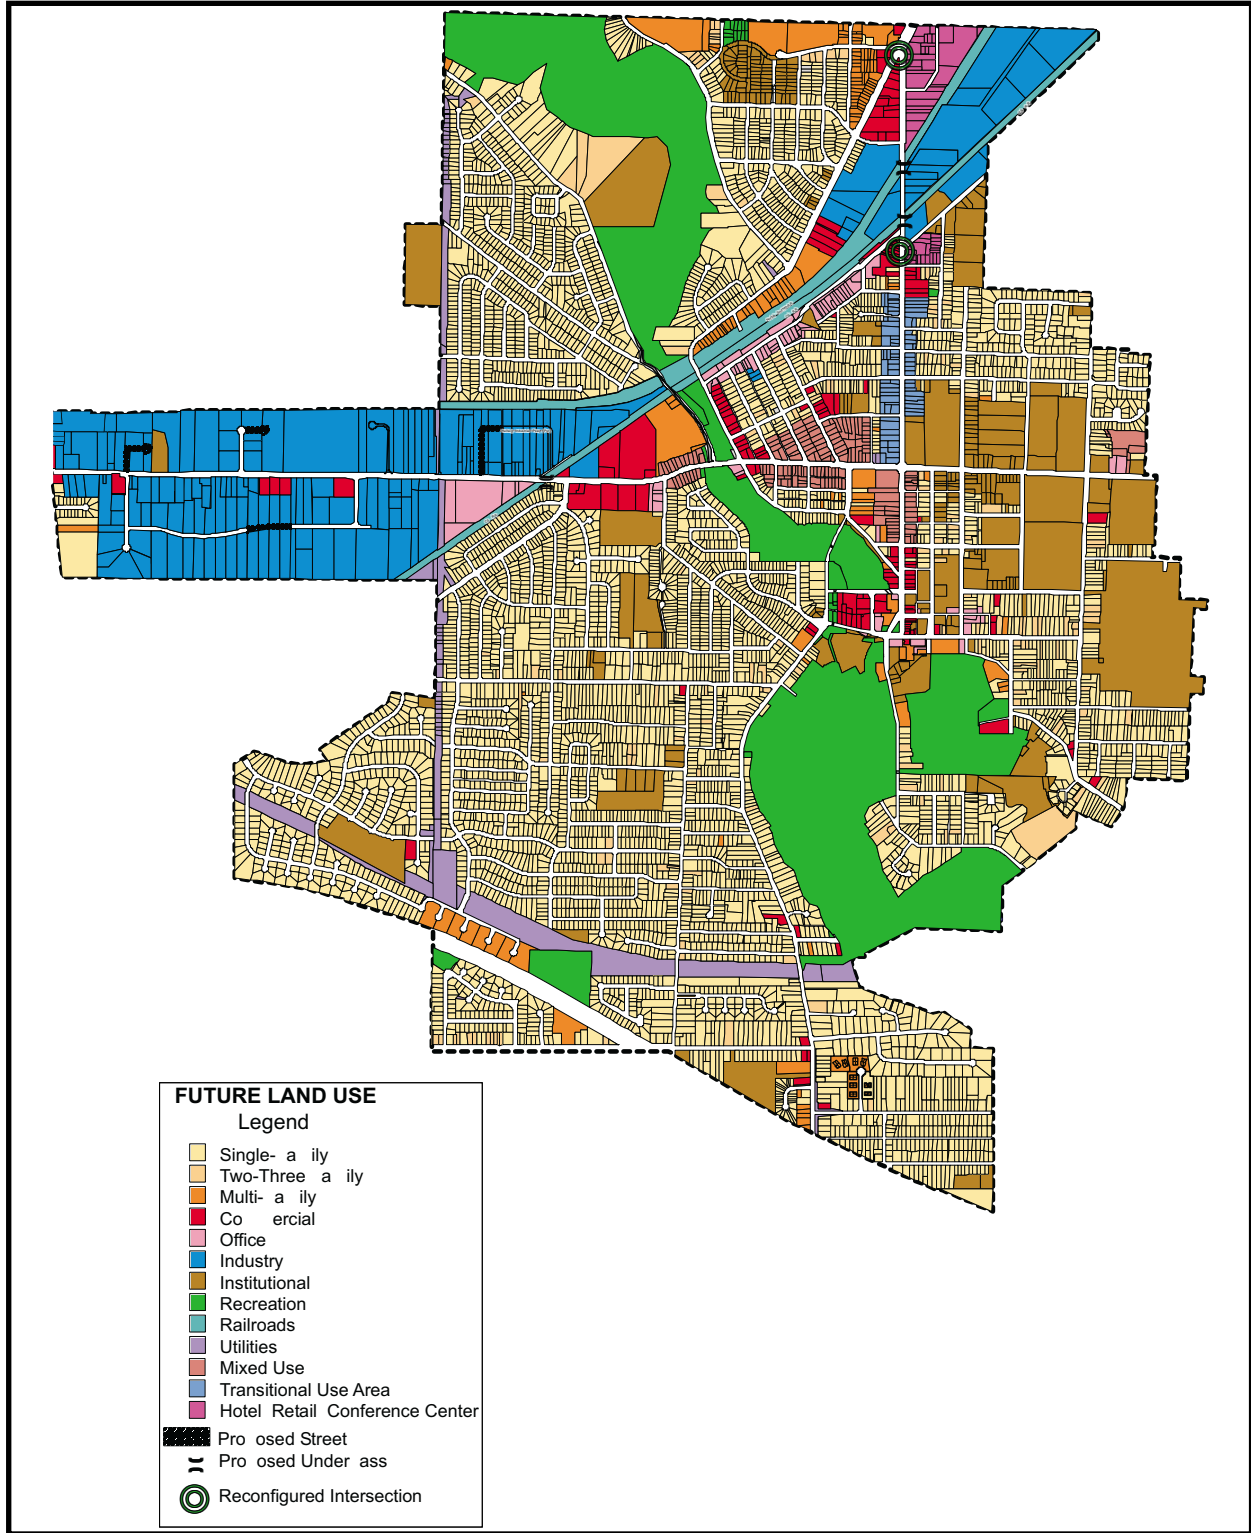 FUTURE LAND USE
Legend
Single- a ily
Two-Three a ily
Multi- a ily
Co ercial
Office
Industry
Institutional
Recreation
Railroads
Utilities
Mixed Use
Transitional Use Area
Hotel Retail Conference Center
Pro osed Street
Pro osed Under ass
Reconfigured Intersection